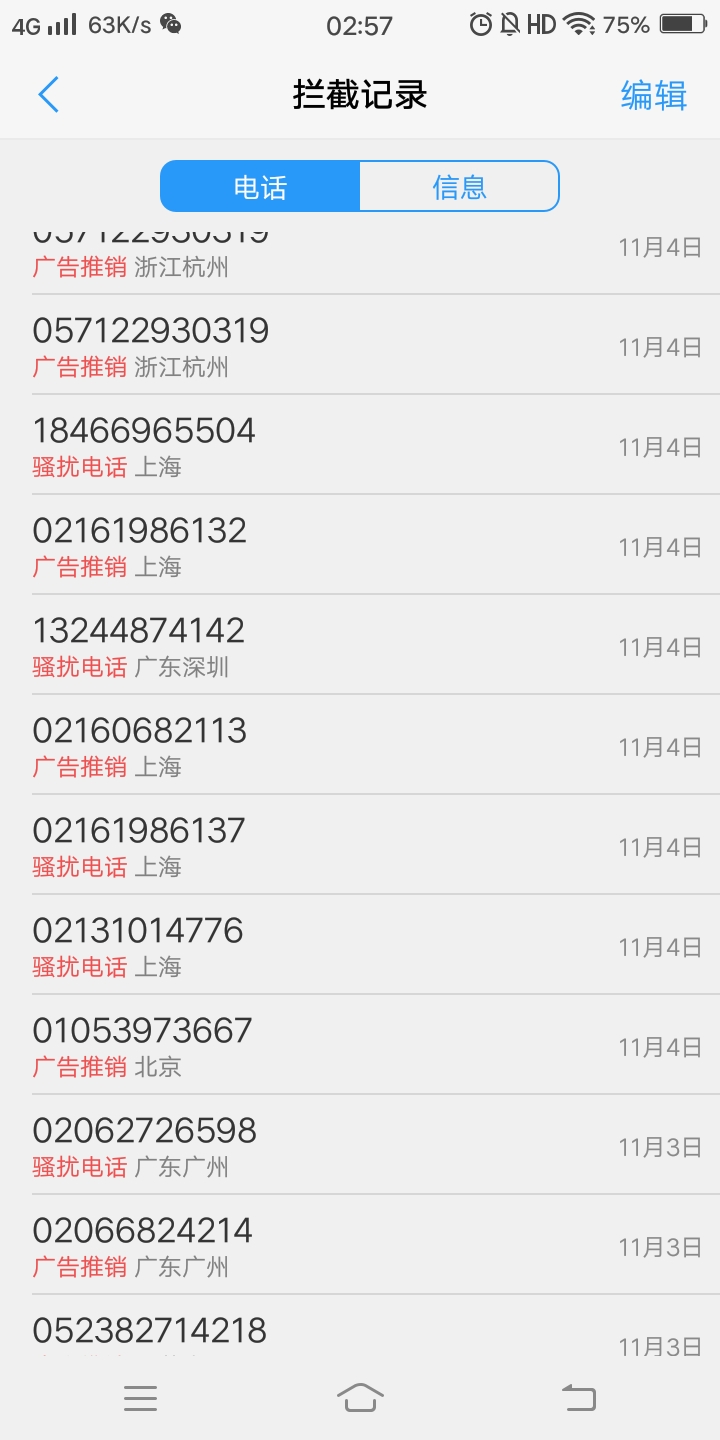 4G 63K/s 02:57 HD 75%
拦截记录 编辑
电话 信息
057122930319
广告推销 浙江杭州 11月4日
057122930319
广告推销 浙江杭州 11月4日
18466965504
骚扰电话 上海 11月4日
02161986132
广告推销 上海 11月4日
13244874142
骚扰电话 广东深圳 11月4日
02160682113
广告推销 上海 11月4日
02161986137
骚扰电话 上海 11月4日
02131014776
骚扰电话 上海 11月4日
01053973667
广告推销 北京 11月4日
02062726598
骚扰电话 广东广州 11月3日
02066824214
广告推销 广东广州 11月3日
052382714218
11月3日